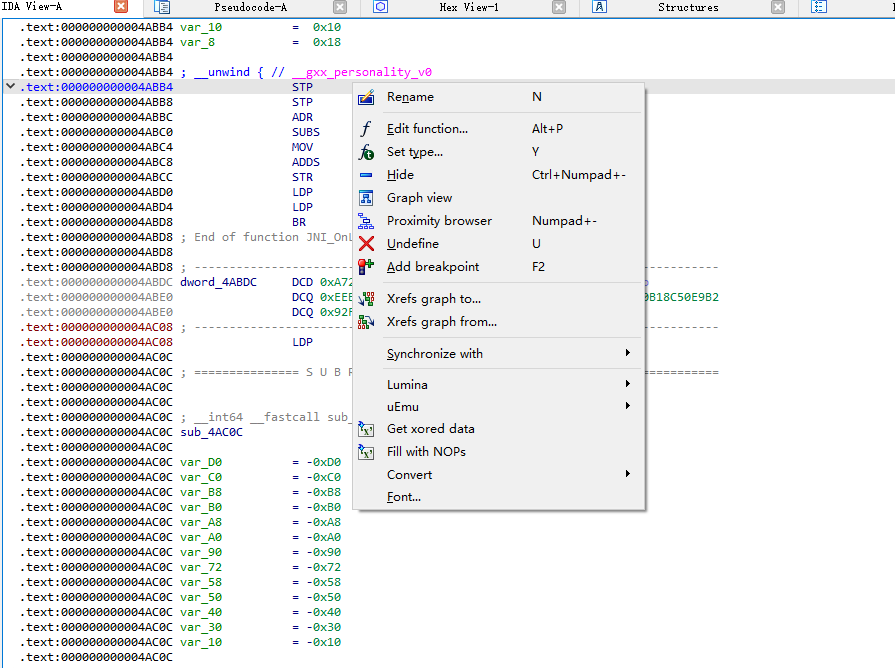 IDA View-A Pseudocode-A Hex View-1 Structures
.text:000000000004ABB4 var_10 = 0x10
.text:000000000004ABB4 var_8 = 0x18
.text:000000000004ABB4
.text:000000000004ABB4 ; __unwind { // __gxx_personality_v0
.text:000000000004ABB4 STP
.text:000000000004ABB8 STP
.text:000000000004ABBC ADR
.text:000000000004ABC0 SUBS
.text:000000000004ABC4 MOV
.text:000000000004ABC8 ADDS
.text:000000000004ABCC STR
.text:000000000004ABD0 LDP
.text:000000000004ABD4 LDP
.text:000000000004ABD8 BR
.text:000000000004ABD8 ; End of function JNI_OnL
.text:000000000004ABD8
.text:000000000004ABD8 ; ---------------------------------------------------------------------------
.text:000000000004ABDC dword_4ABDC DCD 0xA72
.text:000000000004ABE0 DCQ 0xEEE 0B18C50E9B2
.text:000000000004ABE0 DCQ 0x92F
.text:000000000004AC08 ; ---------------------------------------------------------------------------
.text:000000000004AC08 LDP
.text:000000000004AC0C
.text:000000000004AC0C ; =============== S U B R =======================================
.text:000000000004AC0C
.text:000000000004AC0C
.text:000000000004AC0C ; __int64 __fastcall sub_
.text:000000000004AC0C sub_4AC0C
.text:000000000004AC0C
.text:000000000004AC0C var_D0 = -0xD0
.text:000000000004AC0C var_C0 = -0xC0
.text:000000000004AC0C var_B8 = -0xB8
.text:000000000004AC0C var_B0 = -0xB0
.text:000000000004AC0C var_A8 = -0xA8
.text:000000000004AC0C var_A0 = -0xA0
.text:000000000004AC0C var_90 = -0x90
.text:000000000004AC0C var_72 = -0x72
.text:000000000004AC0C var_58 = -0x58
.text:000000000004AC0C var_50 = -0x50
.text:000000000004AC0C var_40 = -0x40
.text:000000000004AC0C var_30 = -0x30
.text:000000000004AC0C var_10 = -0x10
.text:000000000004AC0C
Rename N
Edit function... Alt+P
Set type... Y
Hide Ctrl+Numpad+-
Graph view
Proximity browser Numpad+-
Undefine U
Add breakpoint F2
Xrefs graph to...
Xrefs graph from...
Synchronize with
Lumina
uEmu
Get xored data
Fill with NOPs
Convert
Font...